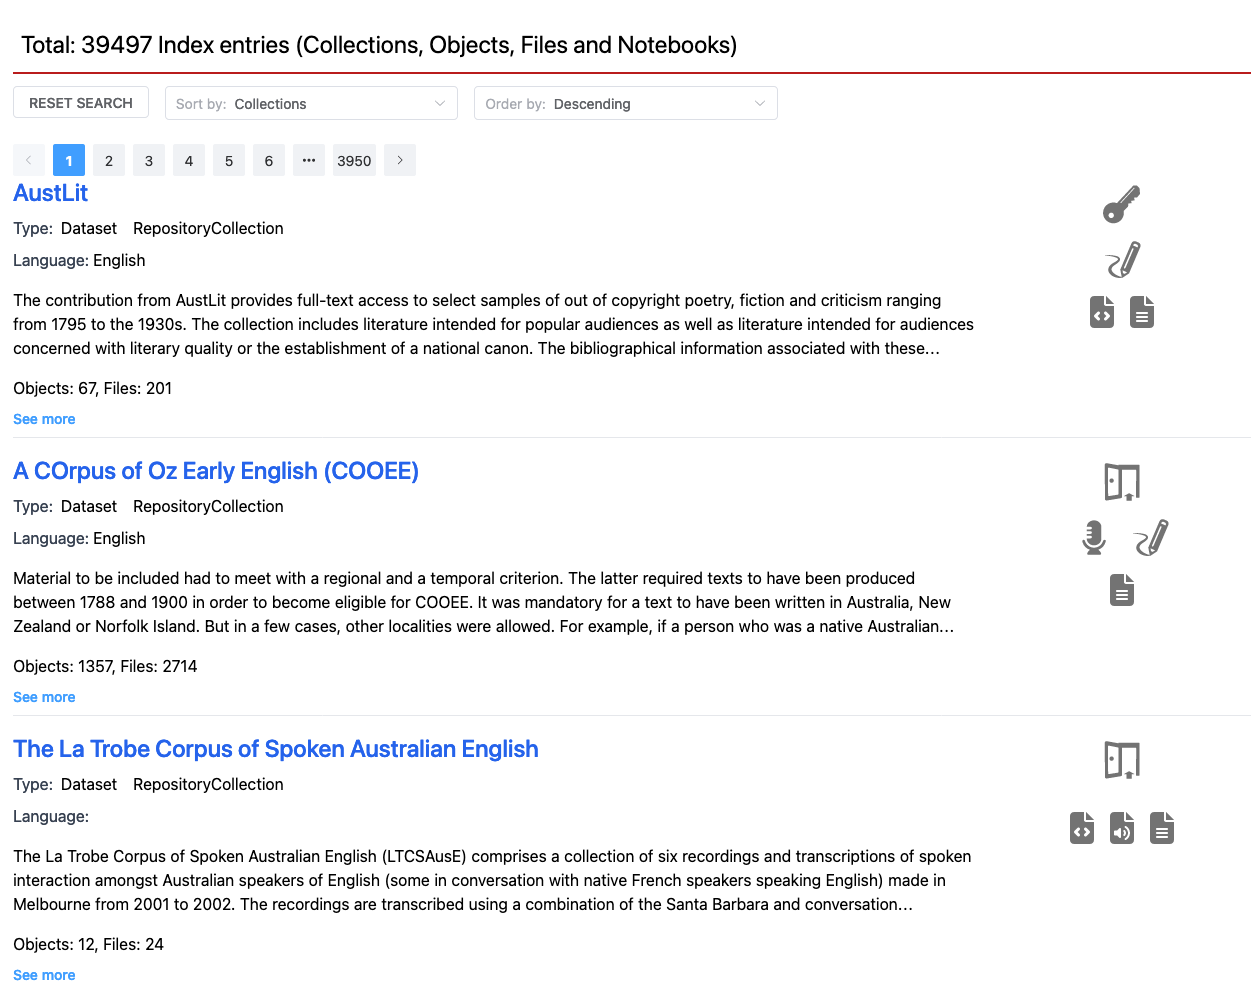 Total: 39497 Index entries (Collections, Objects, Files and Notebooks)
RESET SEARCH Sort by: Collections Order by: Descending
1 2 3 4 5 6 ••• 3950
AustLit
Type: Dataset RepositoryCollection
Language: English
The contribution from AustLit provides full-text access to select samples of out of copyright poetry, fiction and criticism ranging
from 1795 to the 1930s. The collection includes literature intended for popular audiences as well as literature intended for audiences
concerned with literary quality or the establishment of a national canon. The bibliographical information associated with these...
Objects: 67, Files: 201
See more
A COrpus of Oz Early English (COOEE)
Type: Dataset RepositoryCollection
Language: English
Material to be included had to meet with a regional and a temporal criterion. The latter required texts to have been produced
between 1788 and 1900 in order to become eligible for COOEE. It was mandatory for a text to have been written in Australia, New
Zealand or Norfolk Island. But in a few cases, other localities were allowed. For example, if a person who was a native Australian...
Objects: 1357, Files: 2714
See more
The La Trobe Corpus of Spoken Australian English
Type: Dataset RepositoryCollection
Language:
The La Trobe Corpus of Spoken Australian English (LTCSAusE) comprises a collection of six recordings and transcriptions of spoken
interaction amongst Australian speakers of English (some in conversation with native French speakers speaking English) made in
Melbourne from 2001 to 2002. The recordings are transcribed using a combination of the Santa Barbara and conversation...
Objects: 12, Files: 24
See more